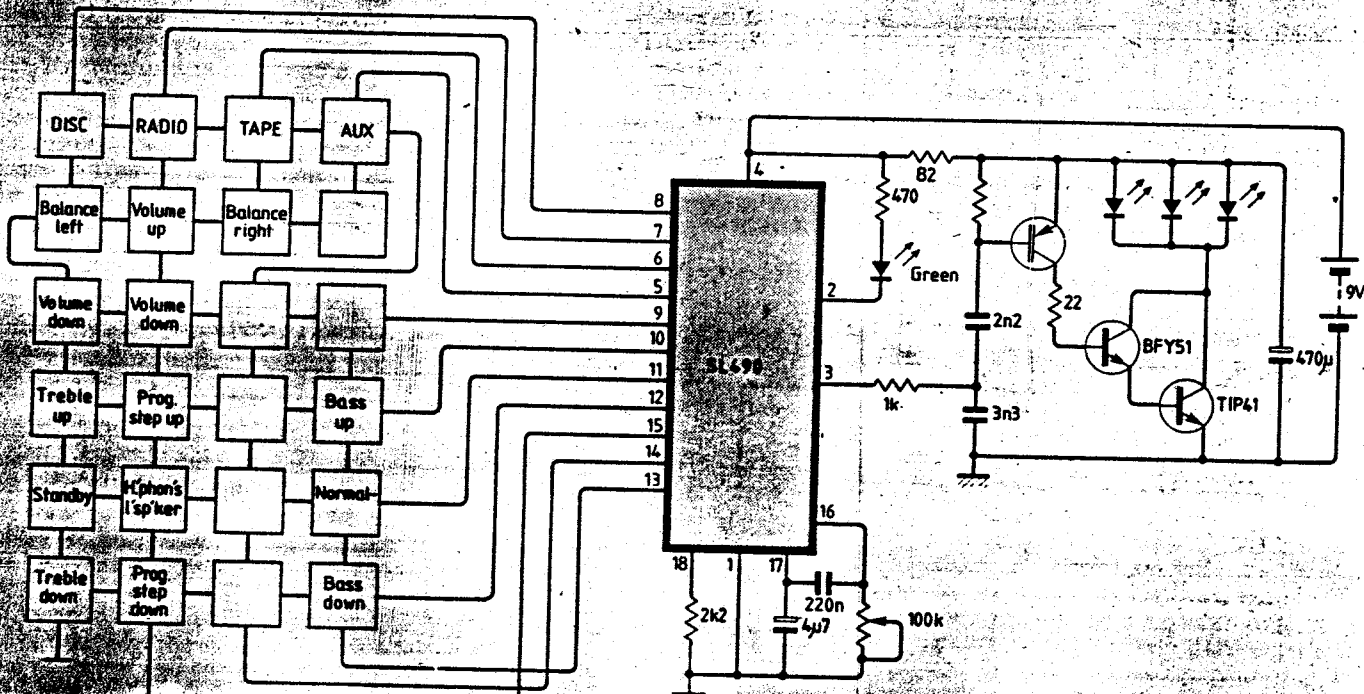 DISC
RADIO
TAPE
AUX
Balance
left
Volume
up
Balance
right
Volume
down
Volume
down
Treble
up
Prog.
step up
Bass
up
Standby
H'phon's
l'sp'ker
Normal
Treble
down
Prog.
step
down
Bass
down
8
7
6
5
9
10
11
12
15
14
13
SL490
4
2
3
16
18
1
17
82
470
Green
2n2
22
BFY51
TIP41
470µ
9V
1k
3n3
2k2
220n
4µ7
100k